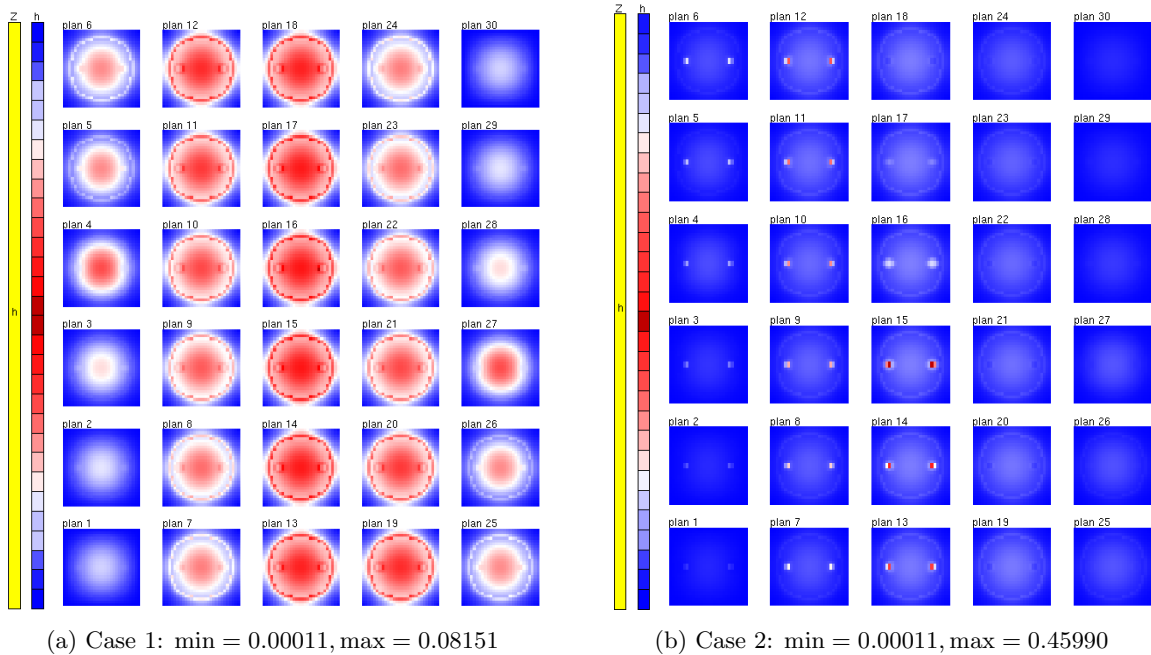 Z h plan 6 plan 12 plan 18 plan 24 plan 30
plan 5 plan 11 plan 17 plan 23 plan 29
plan 4 plan 10 plan 16 plan 22 plan 28
h
plan 3 plan 9 plan 15 plan 21 plan 27
plan 2 plan 8 plan 14 plan 20 plan 26
plan 1 plan 7 plan 13 plan 19 plan 25
(a) Case 1: min = 0.00011, max = 0.08151
Z h plan 6 plan 12 plan 18 plan 24 plan 30
plan 5 plan 11 plan 17 plan 23 plan 29
plan 4 plan 10 plan 16 plan 22 plan 28
h
plan 3 plan 9 plan 15 plan 21 plan 27
plan 2 plan 8 plan 14 plan 20 plan 26
plan 1 plan 7 plan 13 plan 19 plan 25
(b) Case 2: min = 0.00011, max = 0.45990